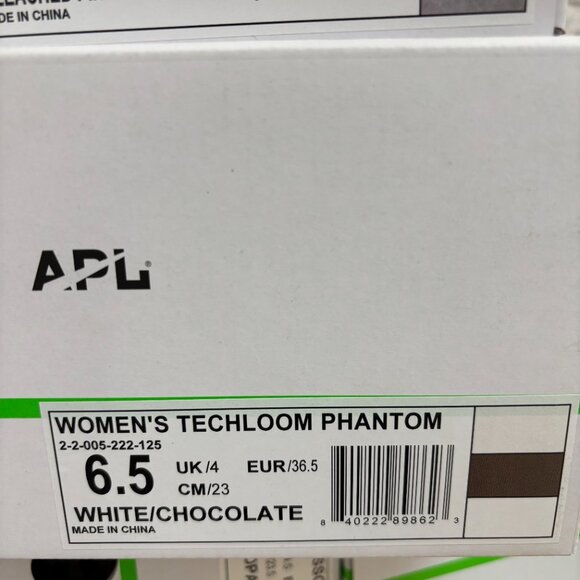 MADE IN CHINA
APL®
WOMEN'S TECHLOOM PHANTOM
2-2-005-222-125
6.5 UK/4 EUR/36.5
CM/23
WHITE/CHOCOLATE
MADE IN CHINA
8 40222 89862 3